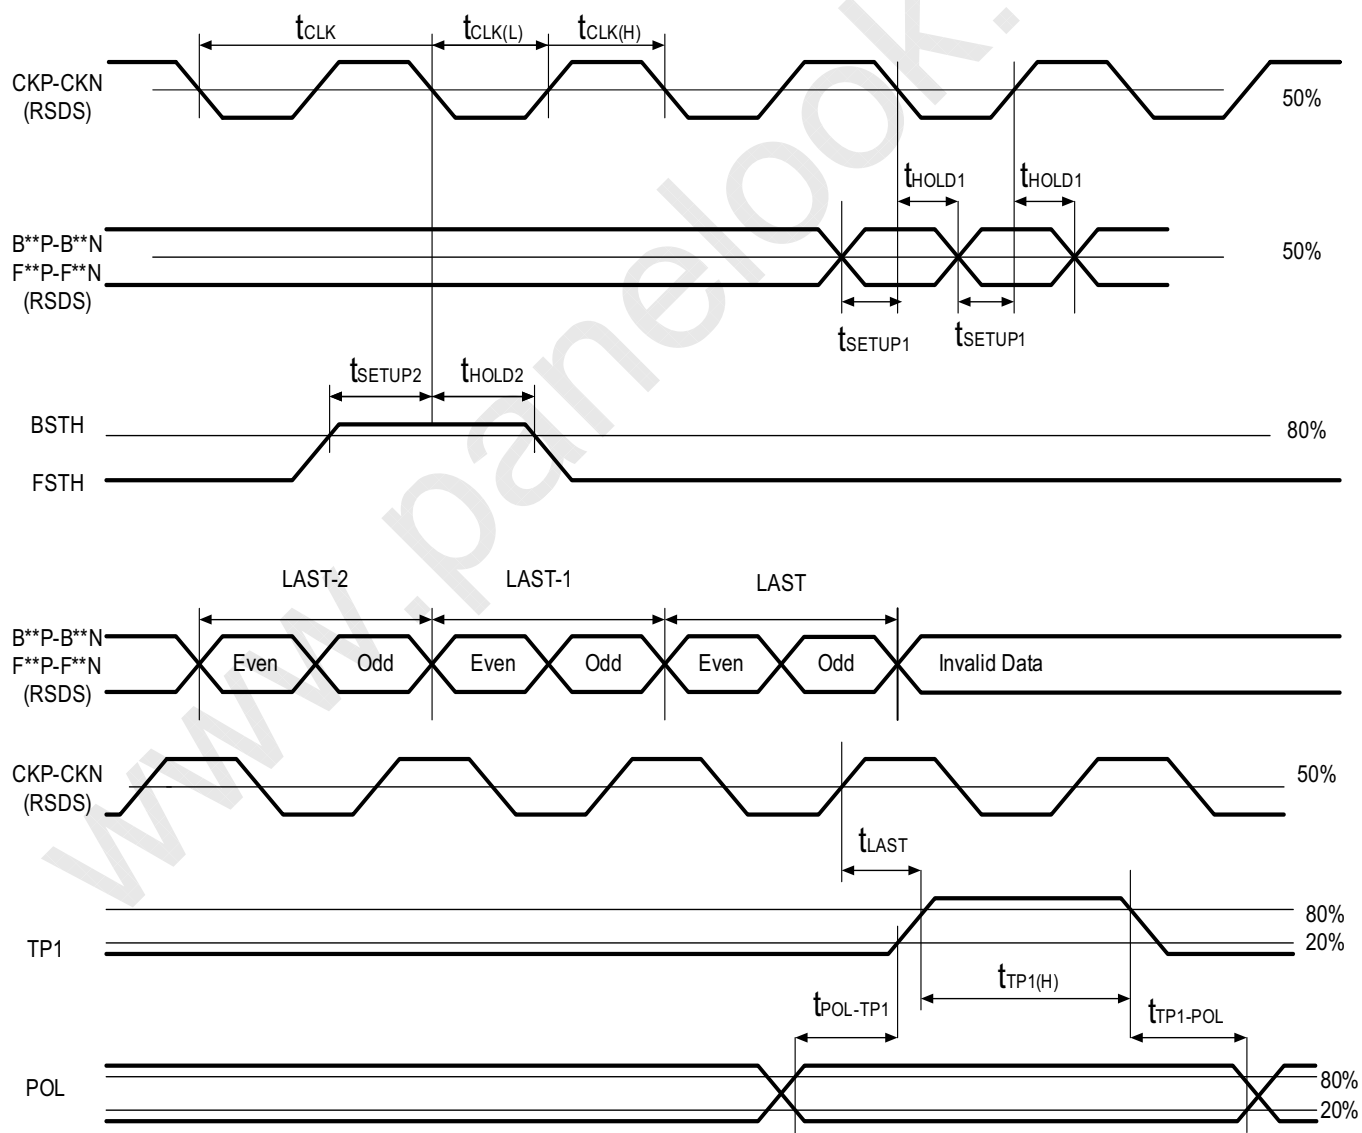 tCLK
tCLK(L)
tCLK(H)
CKP-CKN
(RSDS)
50%
tHOLD1
tHOLD1
B**P-B**N
F**P-F**N
(RSDS)
50%
tSETUP1
tSETUP1
tSETUP2
tHOLD2
BSTH
80%
FSTH
LAST-2
LAST-1
LAST
B**P-B**N
F**P-F**N
(RSDS)
Even
Odd
Even
Odd
Even
Odd
Invalid Data
CKP-CKN
(RSDS)
50%
tLAST
80%
TP1
20%
tTP1(H)
tPOL-TP1
tTP1-POL
POL
80%
20%
www.panelook.